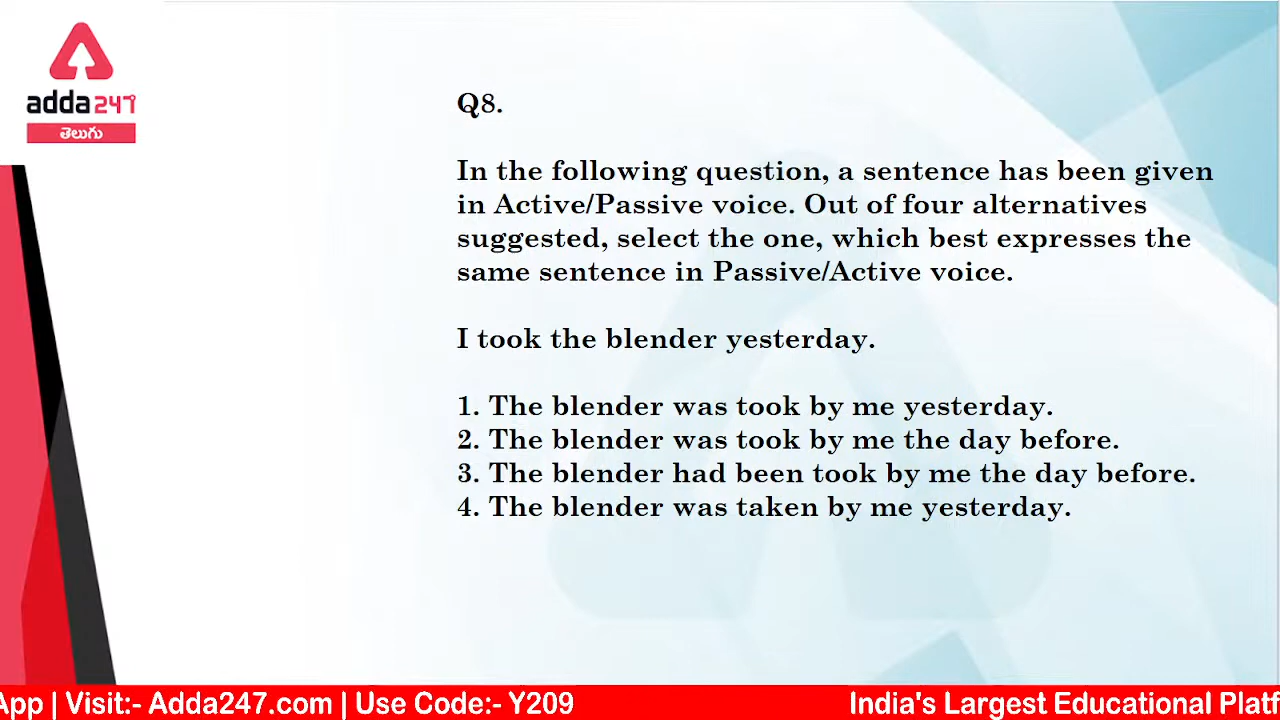 adda247
తెలుగు
Q8.
In the following question, a sentence has been given
in Active/Passive voice. Out of four alternatives
suggested, select the one, which best expresses the
same sentence in Passive/Active voice.
I took the blender yesterday.
1. The blender was took by me yesterday.
2. The blender was took by me the day before.
3. The blender had been took by me the day before.
4. The blender was taken by me yesterday.
App | Visit:- Adda247.com | Use Code:- Y209 India's Largest Educational Platf